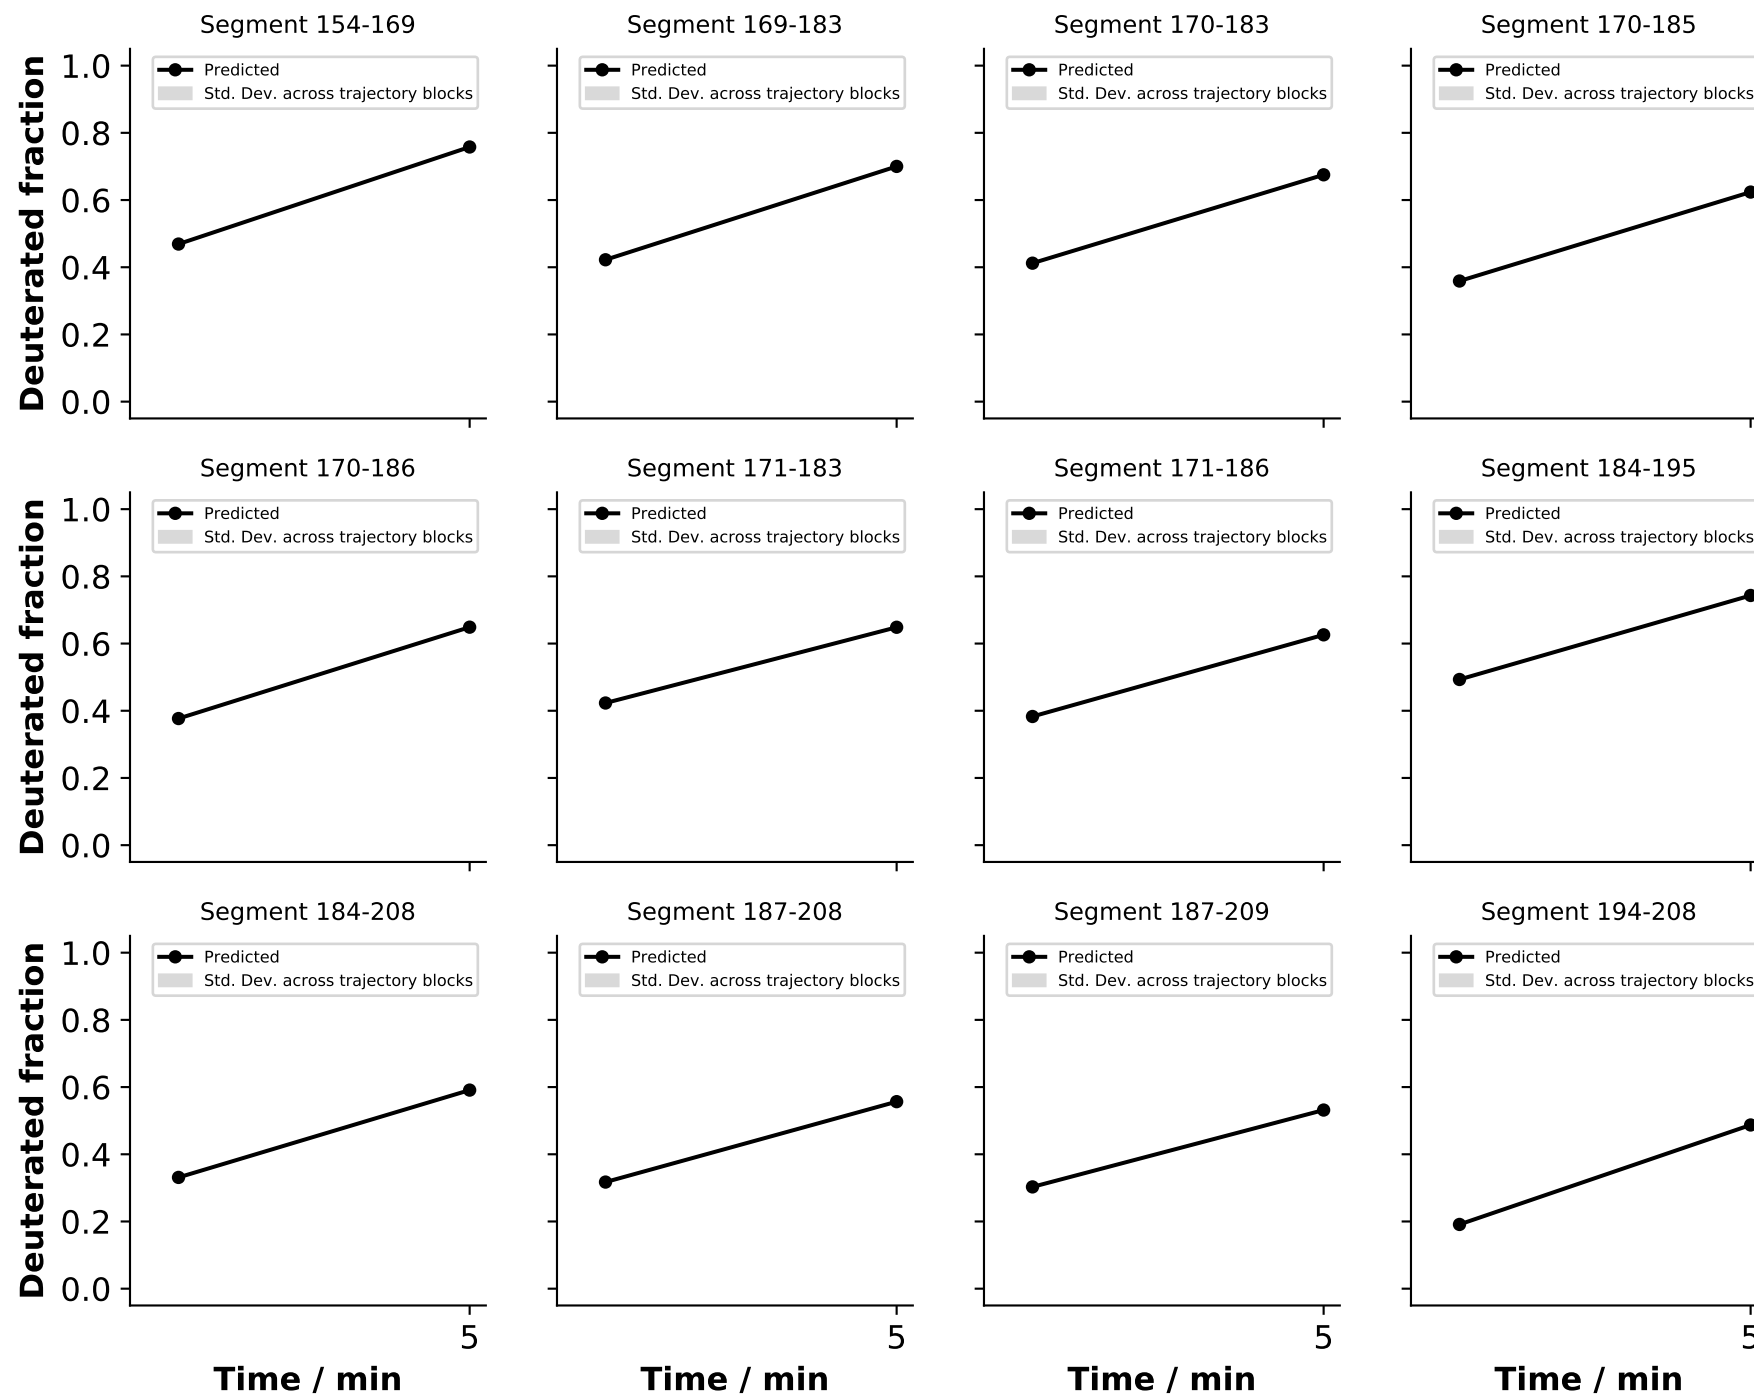 Segment 154-169
Segment 169-183
Segment 170-183
Segment 170-185
Deuterated fraction
1.0
0.8
0.6
0.4
0.2
0.0
Predicted
Std. Dev. across trajectory blocks
Predicted
Std. Dev. across trajectory blocks
Predicted
Std. Dev. across trajectory blocks
Predicted
Std. Dev. across trajectory blocks
Segment 170-186
Segment 171-183
Segment 171-186
Segment 184-195
Deuterated fraction
1.0
0.8
0.6
0.4
0.2
0.0
Predicted
Std. Dev. across trajectory blocks
Predicted
Std. Dev. across trajectory blocks
Predicted
Std. Dev. across trajectory blocks
Predicted
Std. Dev. across trajectory blocks
Segment 184-208
Segment 187-208
Segment 187-209
Segment 194-208
Deuterated fraction
1.0
0.8
0.6
0.4
0.2
0.0
Predicted
Std. Dev. across trajectory blocks
Predicted
Std. Dev. across trajectory blocks
Predicted
Std. Dev. across trajectory blocks
Predicted
Std. Dev. across trajectory blocks
5
5
5
5
Time / min
Time / min
Time / min
Time / min